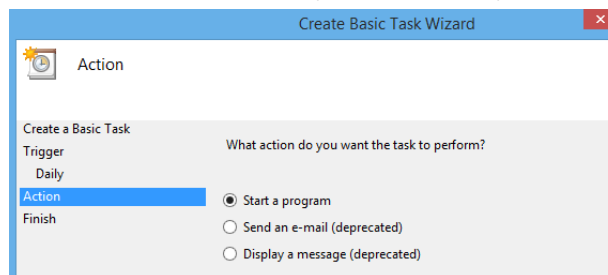 Create Basic Task Wizard
Action
Create a Basic Task
Trigger
Daily
Action
Finish
What action do you want the task to perform?
Start a program
Send an e-mail (deprecated)
Display a message (deprecated)